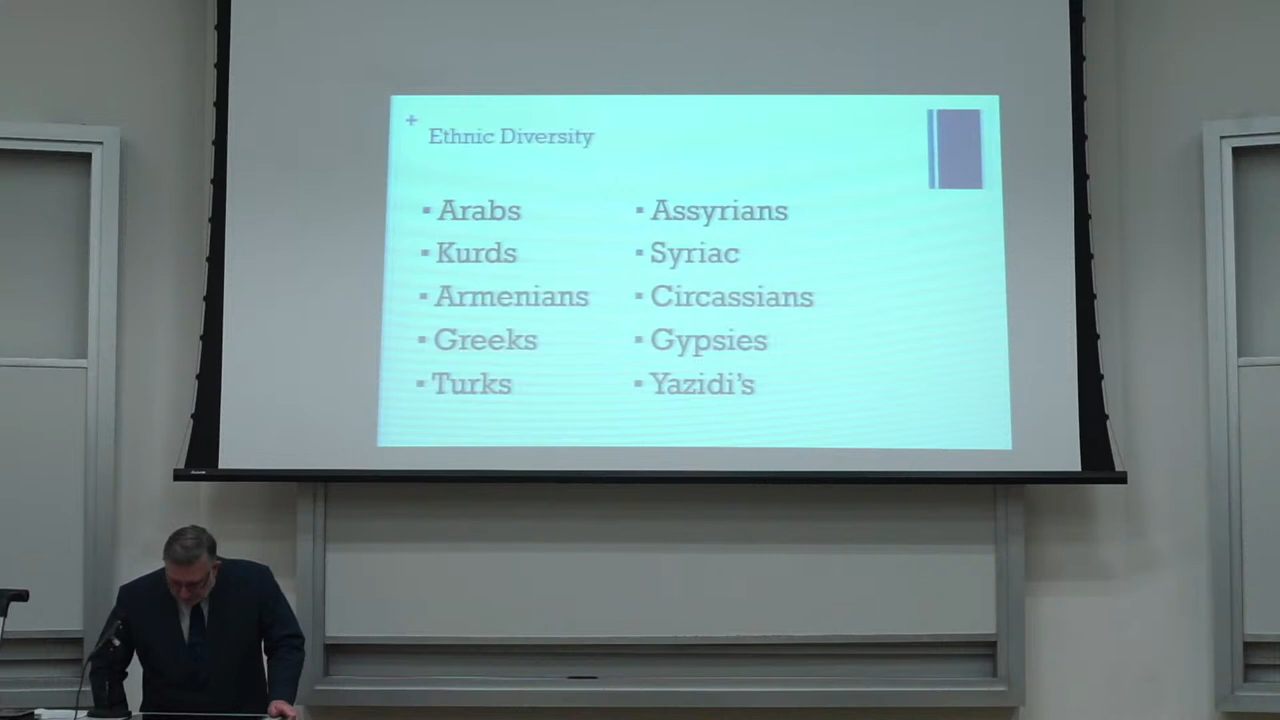 +
Ethnic Diversity
▪ Arabs
▪ Kurds
▪ Armenians
▪ Greeks
▪ Turks
▪ Assyrians
▪ Syriac
▪ Circassians
▪ Gypsies
▪ Yazidi's